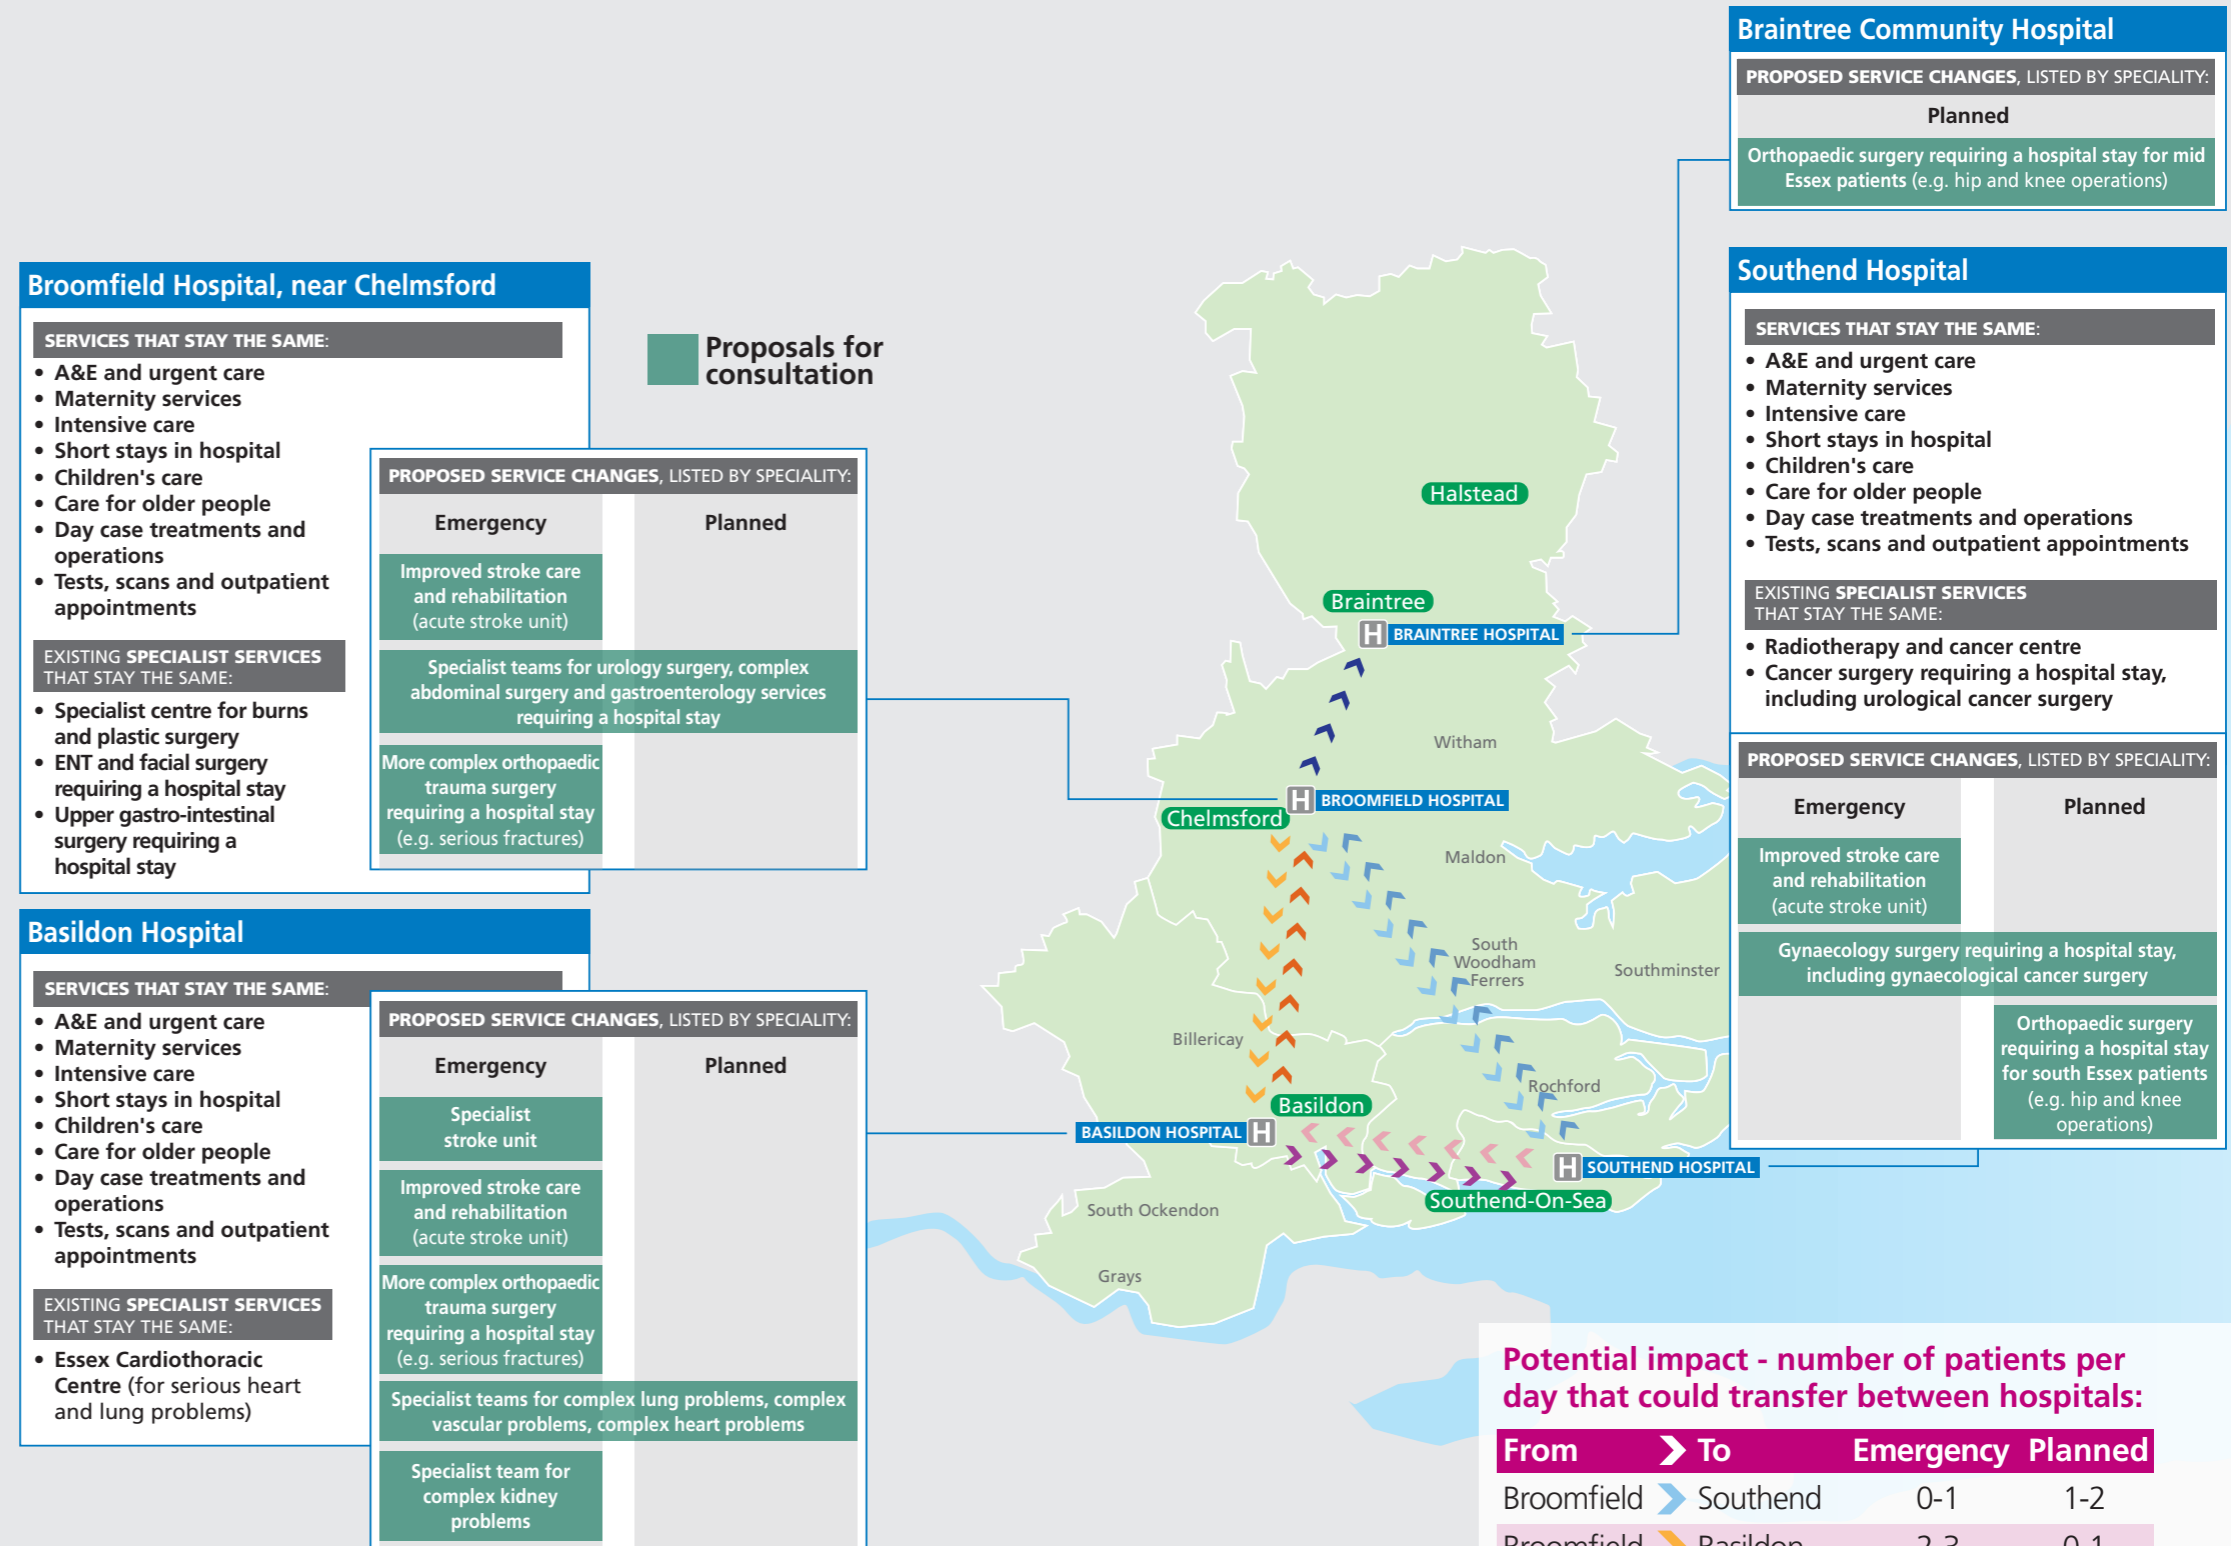 Braintree Community Hospital
PROPOSED SERVICE CHANGES, LISTED BY SPECIALITY:
Planned
Orthopaedic surgery requiring a hospital stay for mid
Essex patients (e.g. hip and knee operations)
Broomfield Hospital, near Chelmsford
SERVICES THAT STAY THE SAME:
• A&E and urgent care
• Maternity services
• Intensive care
• Short stays in hospital
• Children's care
• Care for older people
• Day case treatments and
operations
• Tests, scans and outpatient
appointments
EXISTING SPECIALIST SERVICES
THAT STAY THE SAME:
• Specialist centre for burns
and plastic surgery
• ENT and facial surgery
requiring a hospital stay
• Upper gastro-intestinal
surgery requiring a
hospital stay
PROPOSED SERVICE CHANGES, LISTED BY SPECIALITY:
Emergency
Planned
Improved stroke care
and rehabilitation
(acute stroke unit)
Specialist teams for urology surgery, complex
abdominal surgery and gastroenterology services
requiring a hospital stay
More complex orthopaedic
trauma surgery
requiring a hospital stay
(e.g. serious fractures)
Proposals for
consultation
Basildon Hospital
SERVICES THAT STAY THE SAME:
• A&E and urgent care
• Maternity services
• Intensive care
• Short stays in hospital
• Children's care
• Care for older people
• Day case treatments and
operations
• Tests, scans and outpatient
appointments
EXISTING SPECIALIST SERVICES
THAT STAY THE SAME:
• Essex Cardiothoracic
Centre (for serious heart
and lung problems)
PROPOSED SERVICE CHANGES, LISTED BY SPECIALITY:
Emergency
Planned
Specialist
stroke unit
Improved stroke care
and rehabilitation
(acute stroke unit)
More complex orthopaedic
trauma surgery
requiring a hospital stay
(e.g. serious fractures)
Specialist teams for complex lung problems, complex
vascular problems, complex heart problems
Specialist team for
complex kidney
problems
Halstead
Braintree
H BRAINTREE HOSPITAL
Witham
H BROOMFIELD HOSPITAL
Chelmsford
Maldon
South
Woodham
Ferrers
Southminster
Billericay
Rochford
Basildon
BASILDON HOSPITAL H
H SOUTHEND HOSPITAL
Southend-On-Sea
South Ockendon
Grays
Southend Hospital
SERVICES THAT STAY THE SAME:
• A&E and urgent care
• Maternity services
• Intensive care
• Short stays in hospital
• Children's care
• Care for older people
• Day case treatments and operations
• Tests, scans and outpatient appointments
EXISTING SPECIALIST SERVICES
THAT STAY THE SAME:
• Radiotherapy and cancer centre
• Cancer surgery requiring a hospital stay,
including urological cancer surgery
PROPOSED SERVICE CHANGES, LISTED BY SPECIALITY:
Emergency
Planned
Improved stroke care
and rehabilitation
(acute stroke unit)
Gynaecology surgery requiring a hospital stay,
including gynaecological cancer surgery
Orthopaedic surgery
requiring a hospital stay
for south Essex patients
(e.g. hip and knee
operations)
Potential impact - number of patients per
day that could transfer between hospitals:
From To Emergency Planned
Broomfield Southend 0-1 1-2
Broomfield Basildon 2-3 0-1